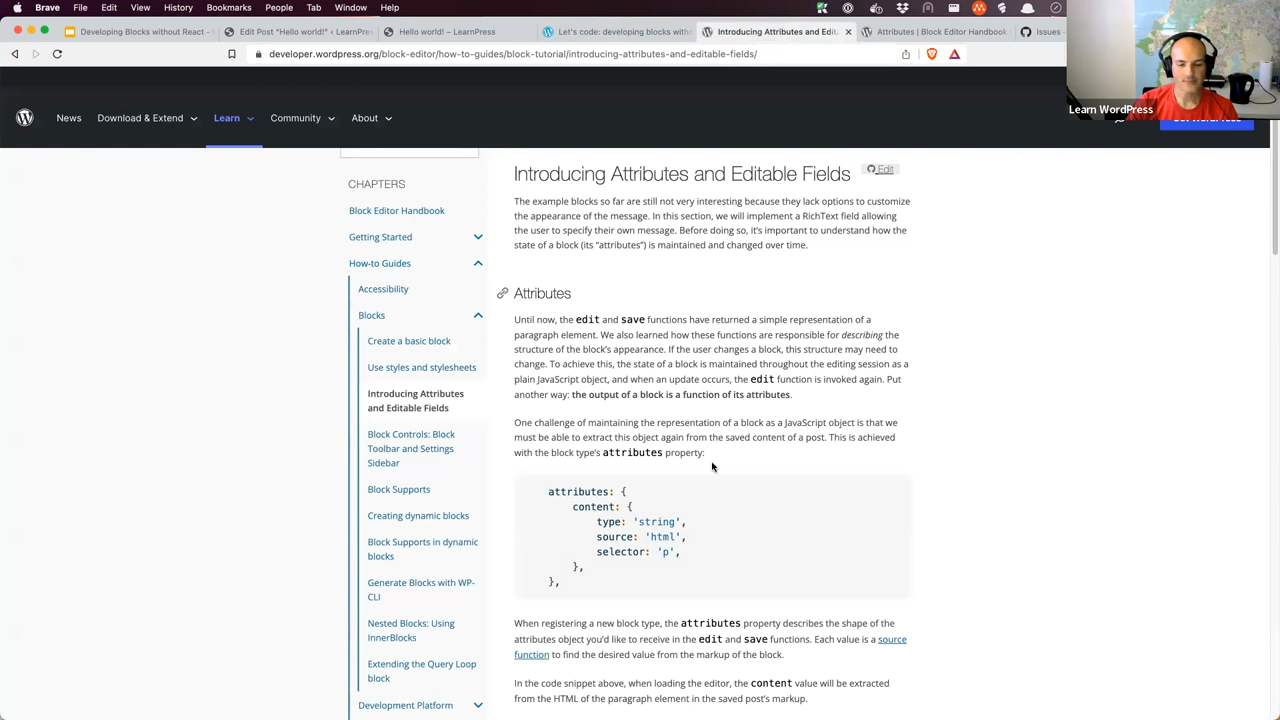 Brave File Edit View History Bookmarks People Tab Window Help
Developing Blocks without React -
Edit Post "Hello world!" ‹ LearnP
Hello world! – LearnPress
Let's code: developing blocks with
Introducing Attributes and Edit
Attributes | Block Editor Handbook
Issues ·
developer.wordpress.org/block-editor/how-to-guides/block-tutorial/introducing-attributes-and-editable-fields/
Learn WordPress
News Download & Extend Learn Community About
CHAPTERS
Block Editor Handbook
Getting Started
How-to Guides
Accessibility
Blocks
Create a basic block
Use styles and stylesheets
Introducing Attributes
and Editable Fields
Block Controls: Block
Toolbar and Settings
Sidebar
Block Supports
Creating dynamic blocks
Block Supports in dynamic
blocks
Generate Blocks with WP-
CLI
Nested Blocks: Using
InnerBlocks
Extending the Query Loop
block
Development Platform
Introducing Attributes and Editable Fields Edit
The example blocks so far are still not very interesting because they lack options to customize
the appearance of the message. In this section, we will implement a RichText field allowing
the user to specify their own message. Before doing so, it's important to understand how the
state of a block (its "attributes") is maintained and changed over time.
Attributes
Until now, the edit and save functions have returned a simple representation of a
paragraph element. We also learned how these functions are responsible for describing the
structure of the block's appearance. If the user changes a block, this structure may need to
change. To achieve this, the state of a block is maintained throughout the editing session as a
plain JavaScript object, and when an update occurs, the edit function is invoked again. Put
another way: the output of a block is a function of its attributes.
One challenge of maintaining the representation of a block as a JavaScript object is that we
must be able to extract this object again from the saved content of a post. This is achieved
with the block type's attributes property:
attributes: {
content: {
type: 'string',
source: 'html',
selector: 'p',
},
},
When registering a new block type, the attributes property describes the shape of the
attributes object you'd like to receive in the edit and save functions. Each value is a source
function to find the desired value from the markup of the block.
In the code snippet above, when loading the editor, the content value will be extracted
from the HTML of the paragraph element in the saved post's markup.